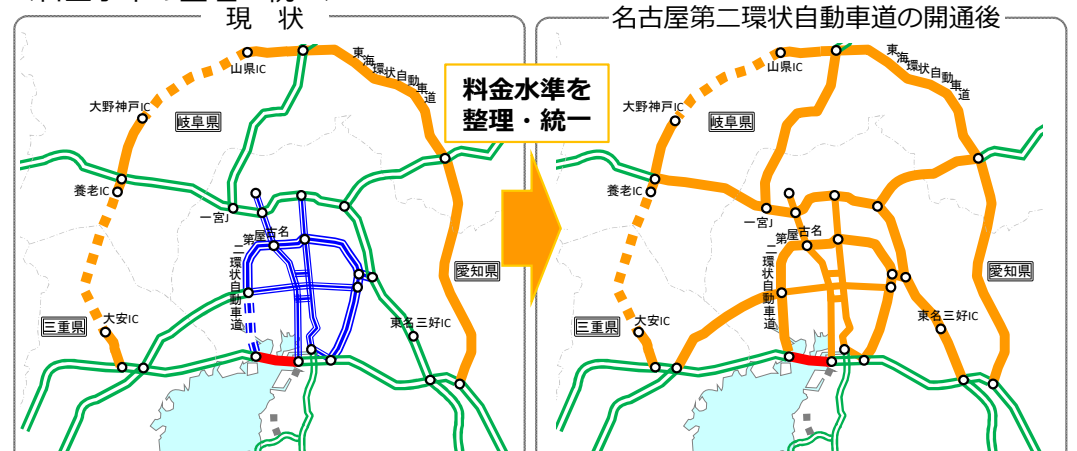 現 状
山県IC
東海環状自動車道
大野神戸IC
岐阜県
養老IC
一宮J
名古屋第二環状自動車道
愛知県
三重県
大安IC
東名三好IC
料金水準を
整理・統一
名古屋第二環状自動車道の開通後
山県IC
東海環状自動車道
大野神戸IC
岐阜県
養老IC
一宮J
名古屋第二環状自動車道
愛知県
三重県
大安IC
東名三好IC